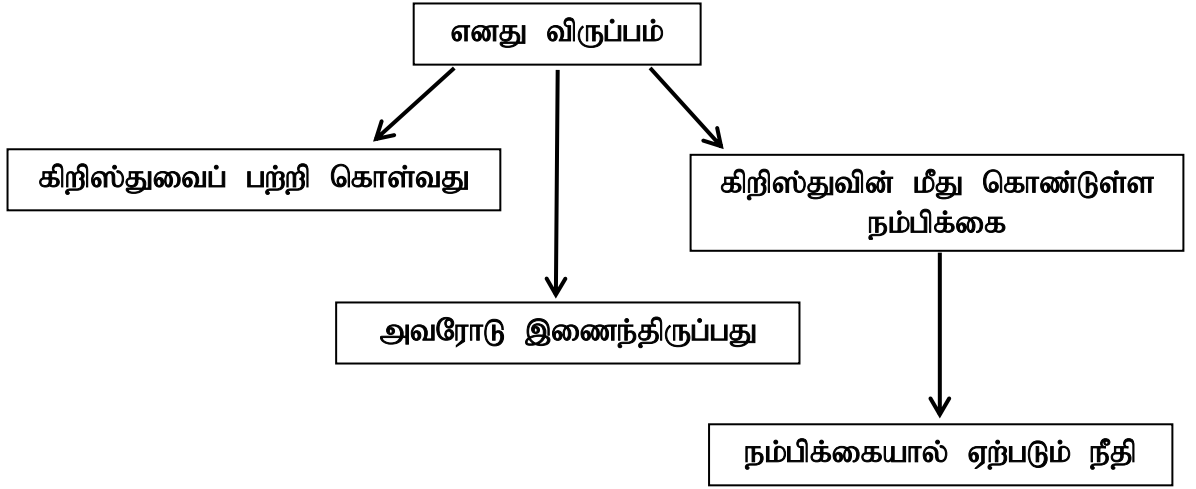 எனது விருப்பம்
கிறிஸ்துவைப் பற்றி கொள்வது
கிறிஸ்துவின் மீது கொண்டுள்ள
நம்பிக்கை
அவரோடு இணைந்திருப்பது
நம்பிக்கையால் ஏற்படும் நீதி